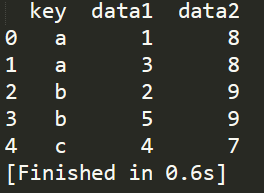 key data1 data2
0 a 1 8
1 a 3 8
2 b 2 9
3 b 5 9
4 c 4 7
[Finished in 0.6s]